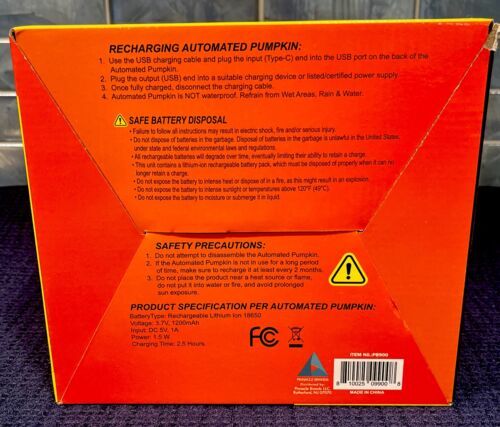 RECHARGING AUTOMATED PUMPKIN:
1. Use the USB charging cable and plug the input (Type-C) end into the USB port on the back of the
Automated Pumpkin.
2. Plug the output (USB) end into a suitable charging device or listed/certified power supply.
3. Once fully charged, disconnect the charging cable.
4. Automated Pumpkin is NOT waterproof. Refrain from Wet Areas, Rain & Water.
SAFE BATTERY DISPOSAL
• Failure to follow all instructions may result in electric shock, fire and/or serious injury.
• Do not dispose of batteries in the garbage. Disposal of batteries in the garbage is unlawful in the United States,
under state and federal environmental laws and regulations.
• All rechargeable batteries will degrade over time, eventually limiting their ability to retain a charge.
• This unit contains a lithium-ion rechargeable battery pack, which must be disposed of properly when it can no
longer retain a charge.
• Do not expose the battery to intense heat or dispose of in a fire, as this might result in an explosion.
• Do not expose the battery to intense sunlight or temperatures above 120°F (49°C).
• Do not expose the battery to moisture or submerge it in liquid.
SAFETY PRECAUTIONS:
1. Do not attempt to disassemble the Automated Pumpkin.
2. If the Automated Pumpkin is not in use for a long period
of time, make sure to recharge it at least every 2 months.
3. Do not place the product near a heat source or flame,
do not drop in water or fire, and avoid prolonged
sun exposure.
PRODUCT SPECIFICATION PER AUTOMATED PUMPKIN:
BatteryType: Rechargeable Lithium Ion 18650
Voltage: 3.7V, 1200mAh
Input: DC 5V, 1A
Power: 1.5 W
Charging Time: 2.5 Hours
FC
Distributed by:
Pinnacle Brands LLC.
Rutherford, NJ 07070
ITEM NO.:PB900
8 10025 09900 8
MADE IN CHINA